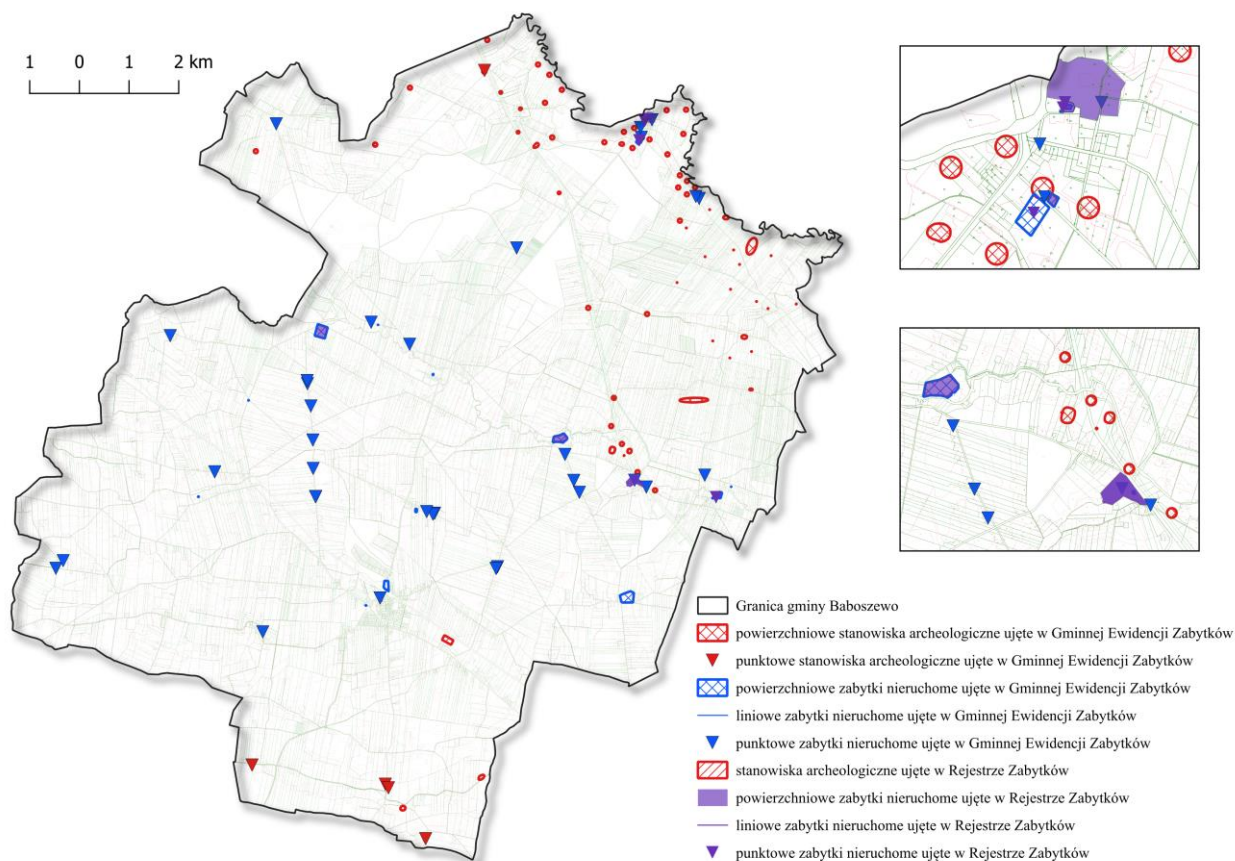 1 0 1 2 km
Granica gminy Baboszewo
powierzchniowe stanowiska archeologiczne ujęte w Gminnej Ewidencji Zabytków
punktowe stanowiska archeologiczne ujęte w Gminnej Ewidencji Zabytków
powierzchniowe zabytki nieruchome ujęte w Gminnej Ewidencji Zabytków
liniowe zabytki nieruchome ujęte w Gminnej Ewidencji Zabytków
punktowe zabytki nieruchome ujęte w Gminnej Ewidencji Zabytków
stanowiska archeologiczne ujęte w Rejestrze Zabytków
powierzchniowe zabytki nieruchome ujęte w Rejestrze Zabytków
liniowe zabytki nieruchome ujęte w Rejestrze Zabytków
punktowe zabytki nieruchome ujęte w Rejestrze Zabytków